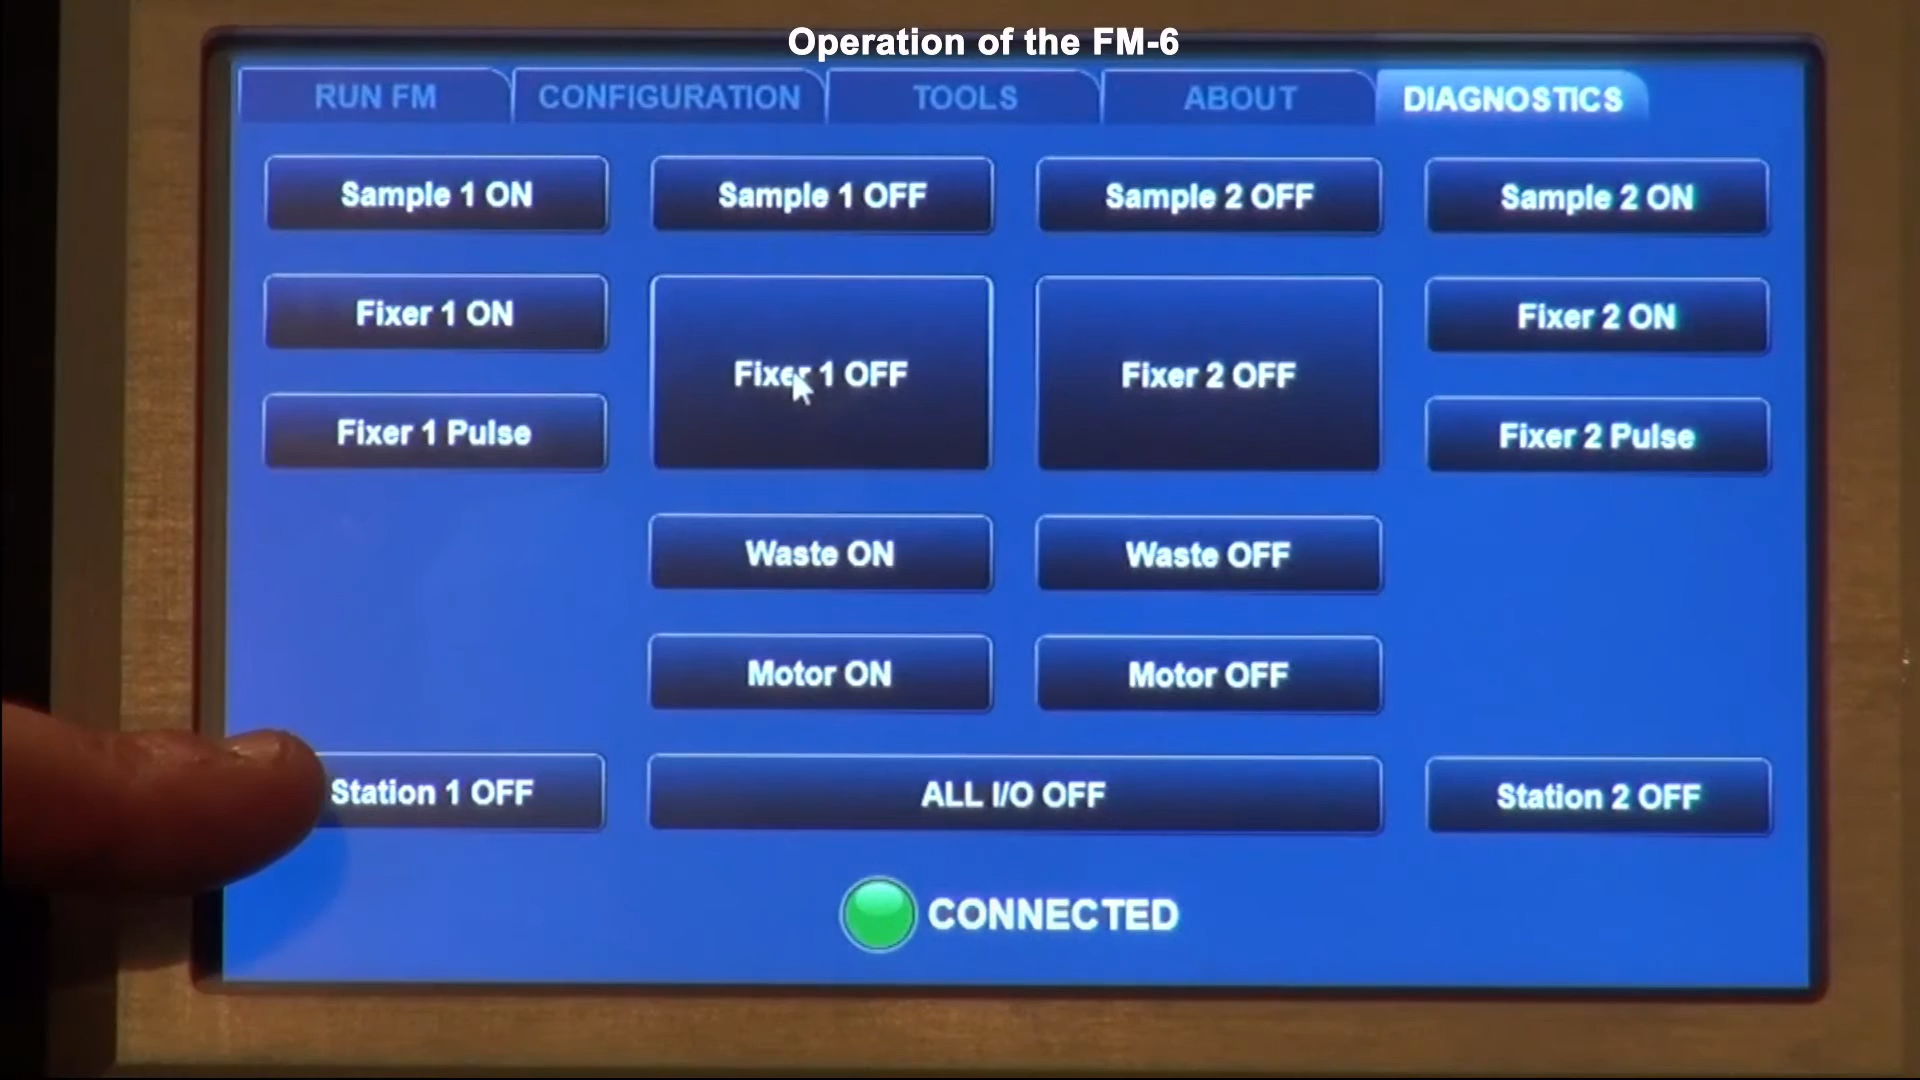 Operation of the FM-6
RUN FM
CONFIGURATION
TOOLS
ABOUT
DIAGNOSTICS
Sample 1 ON
Sample 1 OFF
Sample 2 OFF
Sample 2 ON
Fixer 1 ON
Fixer 1 OFF
Fixer 2 OFF
Fixer 2 ON
Fixer 1 Pulse
Fixer 2 Pulse
Waste ON
Waste OFF
Motor ON
Motor OFF
Station 1 OFF
ALL I/O OFF
Station 2 OFF
CONNECTED